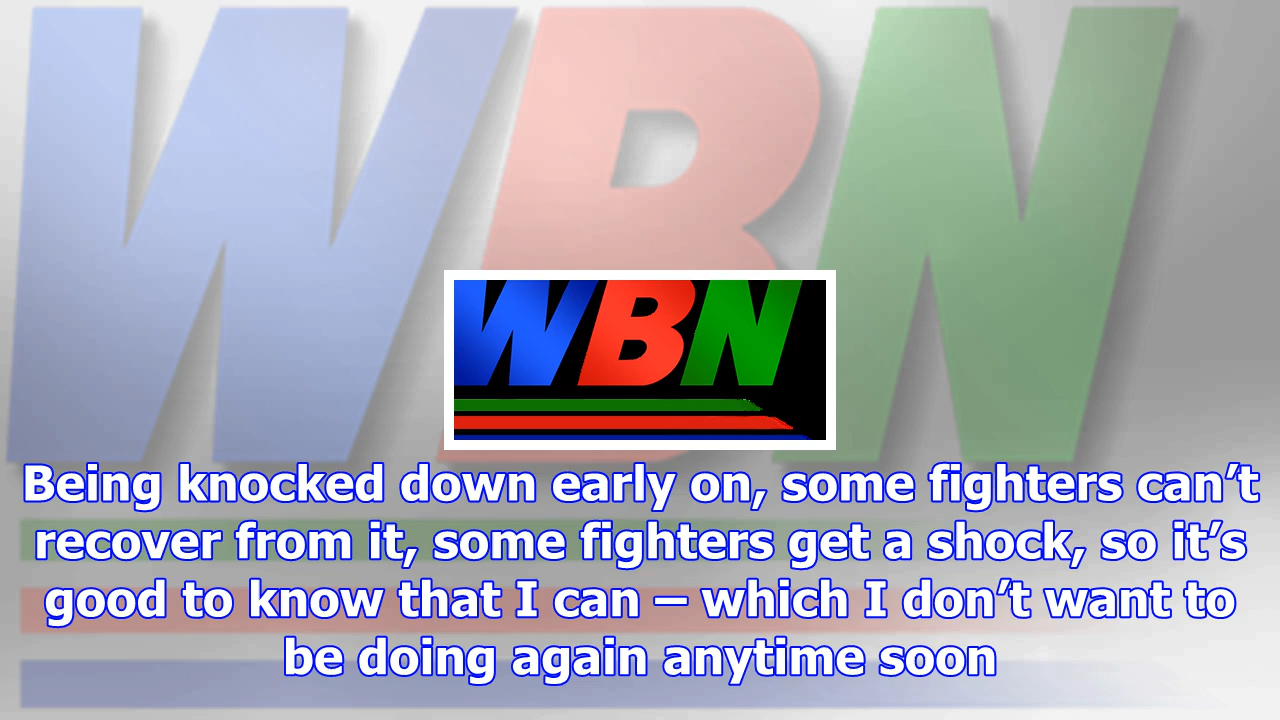 WBN
WBN
Being knocked down early on, some fighters can’t
recover from it, some fighters get a shock, so it’s
good to know that I can – which I don’t want to
be doing again anytime soon